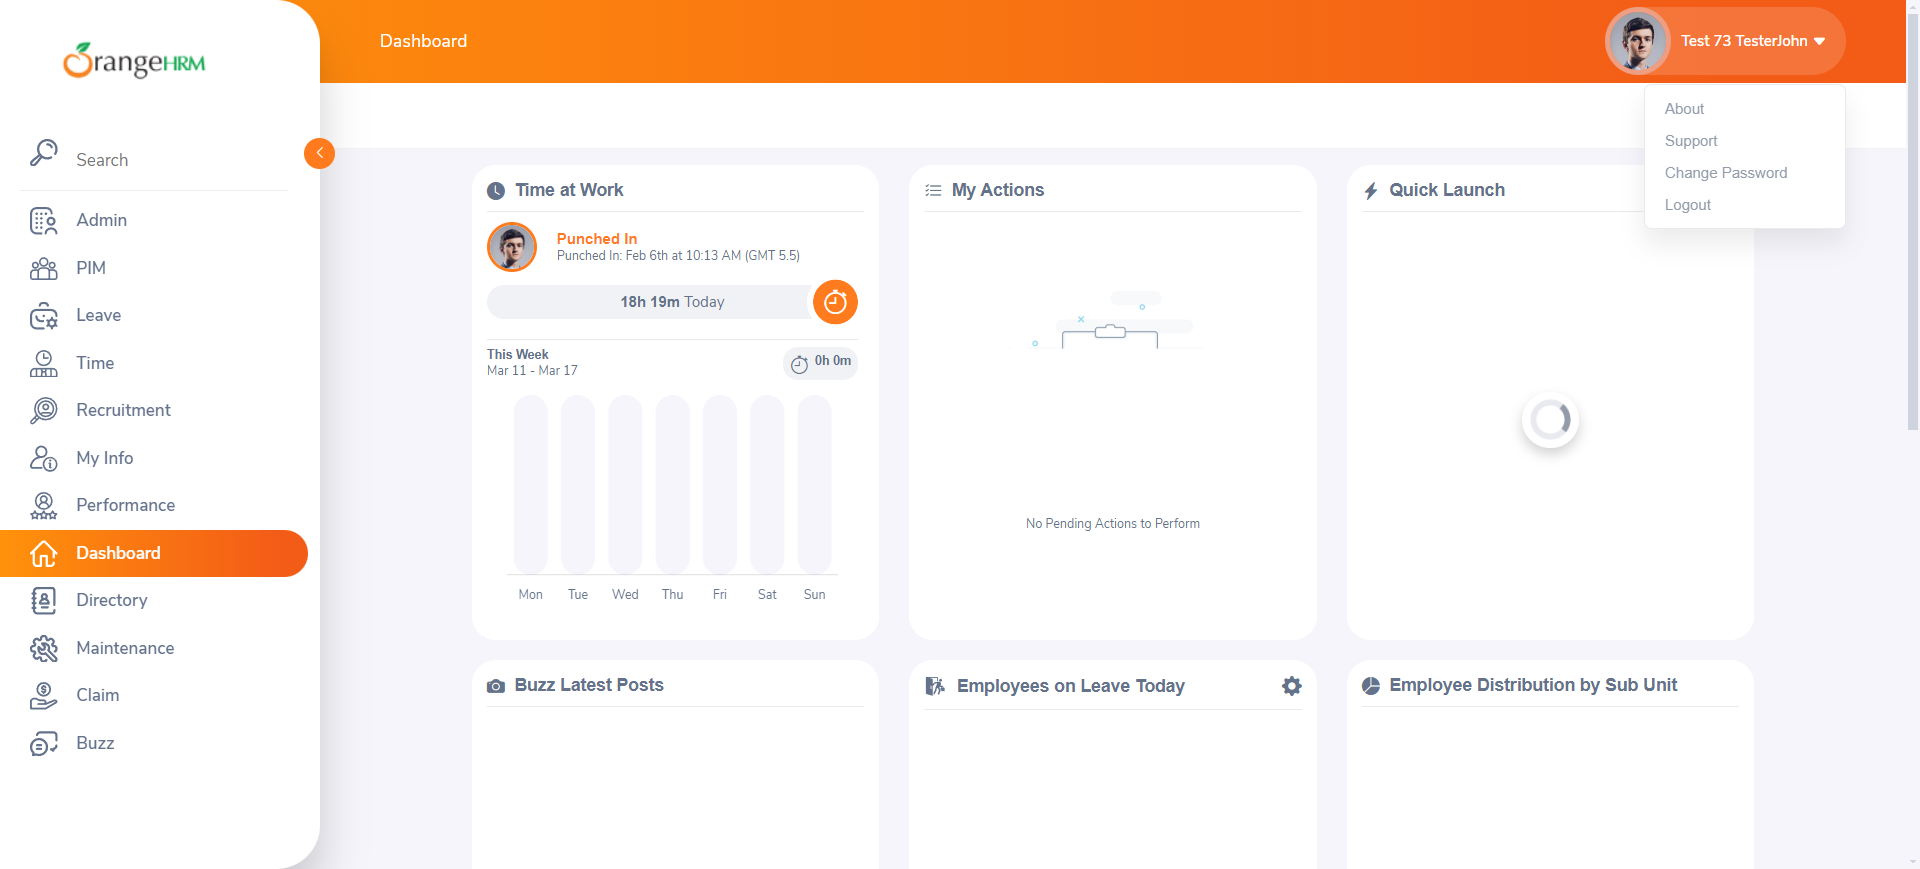 OrangeHRM
Dashboard
Test 73 TesterJohn
About
Support
Change Password
Logout
Search
Admin
PIM
Leave
Time
Recruitment
My Info
Performance
Dashboard
Directory
Maintenance
Claim
Buzz
Time at Work
Punched In
Punched In: Feb 6th at 10:13 AM (GMT 5.5)
18h 19m Today
This Week
Mar 11 - Mar 17
0h 0m
Mon Tue Wed Thu Fri Sat Sun
My Actions
No Pending Actions to Perform
Quick Launch
Buzz Latest Posts
Employees on Leave Today
Employee Distribution by Sub Unit